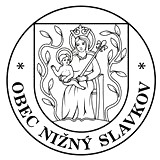 * OBEC NIŽNÝ SLAVKOV *